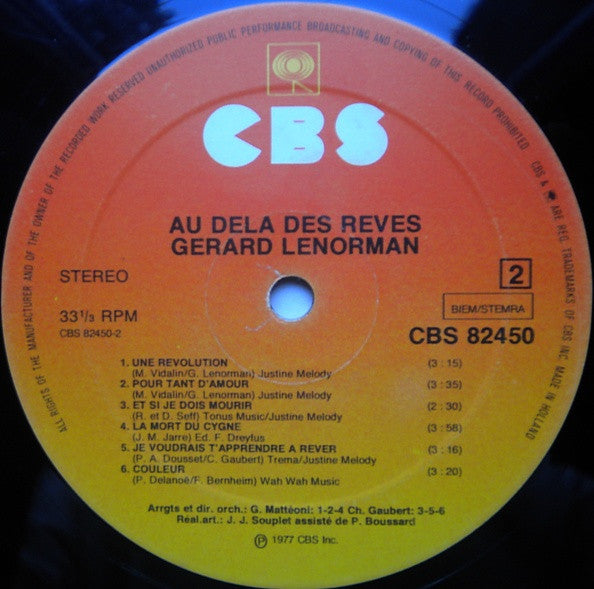 ALL RIGHTS OF THE MANUFACTURER AND OF THE OWNER OF THE RECORDED WORK RESERVED UNAUTHORIZED PUBLIC PERFORMANCE BROADCASTING AND COPYING OF THIS RECORD PROHIBITED
CBS & ARE REG. TRADEMARKS OF CBS INC MADE IN HOLLAND
CBS
AU DELA DES REVES
GERARD LENORMAN
STEREO
2
33⅓ RPM
BIEM/STEMRA
CBS 82450-2
CBS 82450
1. UNE REVOLUTION (3 : 15)
(M. Vidalin/G. Lenorman) Justine Melody
2. POUR TANT D'AMOUR (3 : 35)
(M. Vidalin/G. Lenorman) Justine Melody
3. ET SI JE DOIS MOURIR (2 : 30)
(R. et D. Seff) Tonus Music/Justine Melody
4. LA MORT DU CYGNE (3 : 58)
(J. M. Jarre) Ed. F. Dreyfus
5. JE VOUDRAIS T'APPRENDRE A REVER (3 : 16)
(P. A. Dousset/C. Gaubert) Trema/Justine Melody
6. COULEUR (3 : 20)
(P. Delanoë/F. Bernheim) Wah Wah Music
Arrgts et dir. orch.: G. Mattéoni: 1-2-4 Ch. Gaubert: 3-5-6
Réal.art.: J. J. Souplet assisté de P. Boussard
℗ 1977 CBS Inc.